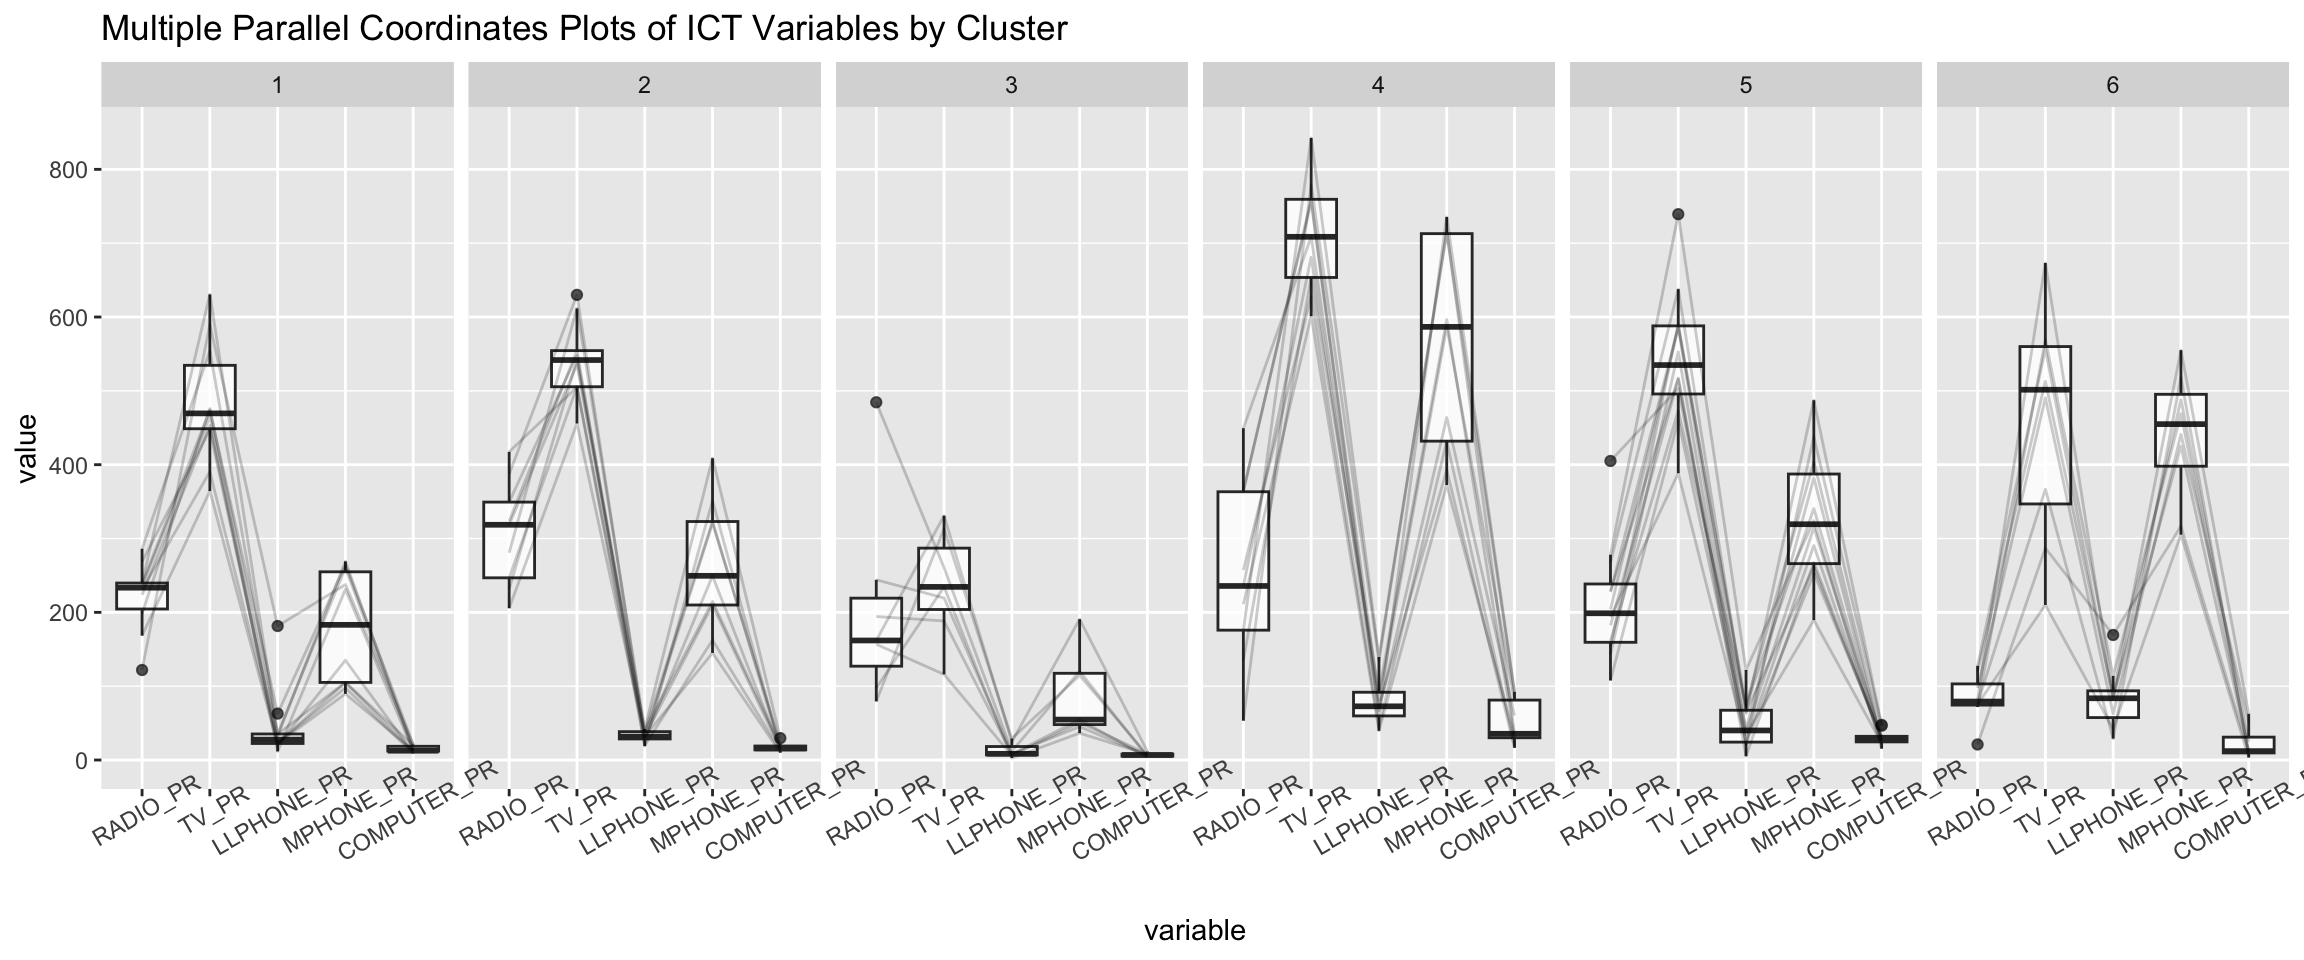 Multiple Parallel Coordinates Plots of ICT Variables by Cluster
1 2 3 4 5 6
value
800
600
400
200
0
RADIO_PR TV_PR LLPHONE_PR MPHONE_PR COMPUTER_PR RADIO_PR TV_PR LLPHONE_PR MPHONE_PR COMPUTER_PR RADIO_PR TV_PR LLPHONE_PR MPHONE_PR COMPUTER_PR RADIO_PR TV_PR LLPHONE_PR MPHONE_PR COMPUTER_PR RADIO_PR TV_PR LLPHONE_PR MPHONE_PR COMPUTER_PR RADIO_PR TV_PR LLPHONE_PR MPHONE_PR COMPUTER_
variable